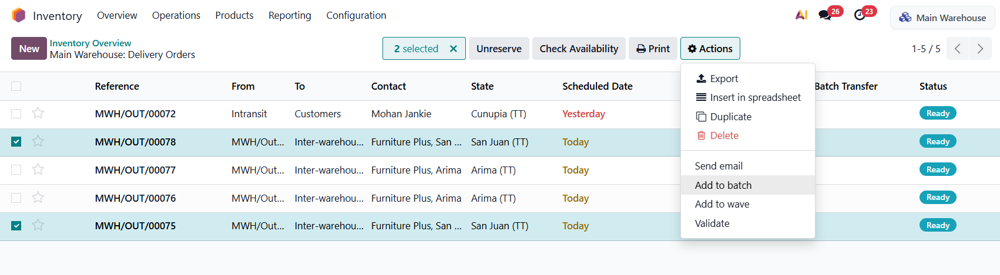 Inventory Overview Operations Products Reporting Configuration AI 26 23 Main Warehouse
New Inventory Overview 2 selected Unreserve Check Availability Print Actions 1-5 / 5
Main Warehouse: Delivery Orders
Export
Insert in spreadsheet
Duplicate
Delete
Send email
Add to batch
Add to wave
Validate
Reference From To Contact State Scheduled Date Batch Transfer Status
MWH/OUT/00072 Intransit Customers Mohan Jankie Cunupia (TT) Yesterday Ready
MWH/OUT/00078 MWH/Out... Inter-warehou... Furniture Plus, San ... San Juan (TT) Today Ready
MWH/OUT/00077 MWH/Out... Inter-warehou... Furniture Plus, Arima Arima (TT) Today Ready
MWH/OUT/00076 MWH/Out... Inter-warehou... Furniture Plus, Arima Arima (TT) Today Ready
MWH/OUT/00075 MWH/Out... Inter-warehou... Furniture Plus, San ... San Juan (TT) Today Ready